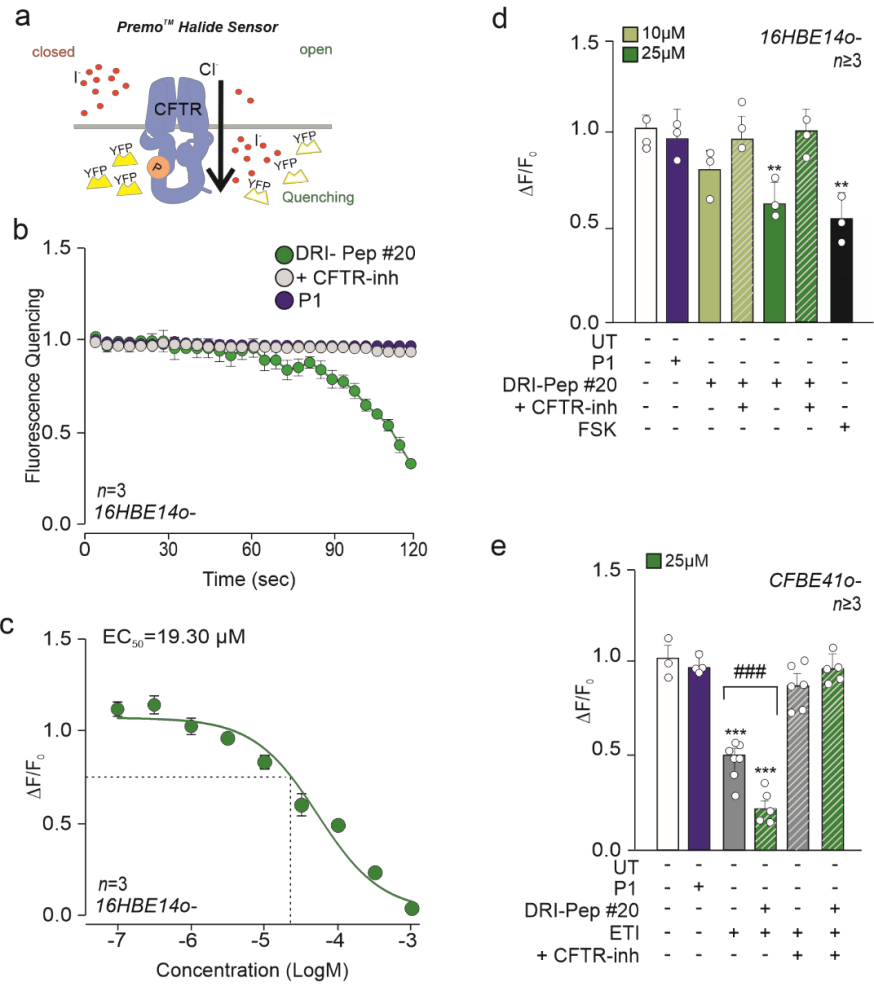 a
Premo™ Halide Sensor
closed
open
I⁻
Cl⁻
CFTR
YFP
YFP
YFP
P
I⁻
YFP
YFP
YFP
Quenching
b
Fluorescence Quencing
1.5
1.0
0.5
0.0
DRI- Pep #20
+ CFTR-inh
P1
n=3
16HBE14o-
0 30 60 90 120
Time (sec)
c
EC₅₀=19.30 µM
ΔF/F₀
1.5
1.0
0.5
0.0
n=3
16HBE14o-
-7 -6 -5 -4 -3
Concentration (LogM)
d
10µM
25µM
16HBE14o-
n≥3
ΔF/F₀
1.5
1.0
0.5
0.0
** **
UT - - - - - - -
P1 - + - - - - -
DRI-Pep #20 - - + + + + -
+ CFTR-inh - - - + - + -
FSK - - - - - - +
e
25µM
CFBE41o-
n≥3
ΔF/F₀
1.5
1.0
0.5
0.0
###
*** ***
UT - - - - - -
P1 - + - - - -
DRI-Pep #20 - - - + - +
ETI - - + + + +
+ CFTR-inh - - - - + +